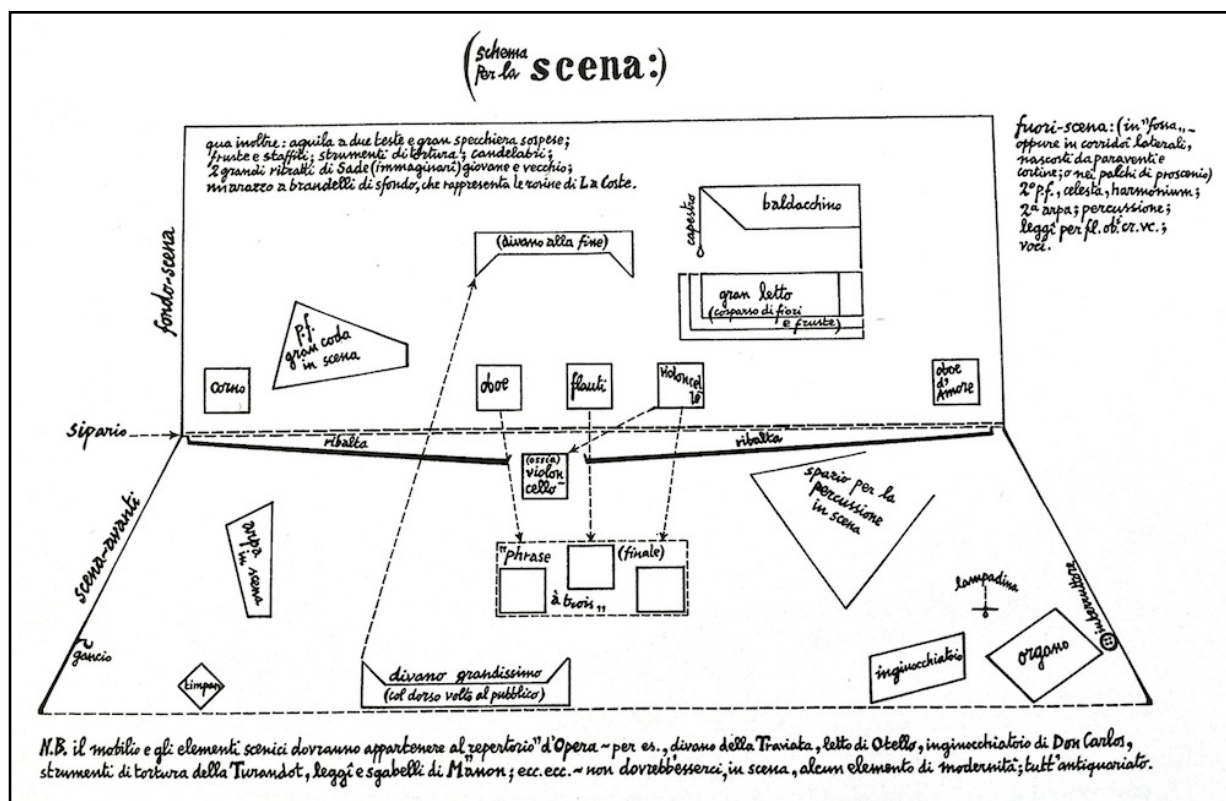 (schema
per la scena:)
qua inoltre: aquila a due teste e gran specchiera sospese;
fruste e staffili; strumenti di tortura; candelabri;
2 grandi ritratti di Sade (immaginari) giovane e vecchio;
a brandelli di sfondo, che rappresenta le rovine di La Coste.
fuori-scena: (in "fossa„ -
oppure in corridoi laterali,
nascosti da paraventi e
cortine; o nei palchi di proscenio)
2º p.f., celesta, harmonium;
2ª arpa; percussione;
leggî per fl. ob. cr. vc.;
voci.
fondo-scena
(divano alla fine)
capestro
baldacchino
gran letto
(cosparso di fiori
e fruste)
p.f.
gran coda
in scena
corno
oboe
flauti
violoncel
lo
oboe
d'Amore
sipario
ribalta
ribalta
(ossia)
violon
cello
scena-avanti
arpa
in scena
spazio per la
percussione
in scena
"phrase
(finale)
à trois„
lampadina
interruttore
gancio
timpani
divano grandissimo
(col dorso volto al pubblico)
inginocchiatoio
organo
N.B. il mobilio e gli elementi scenici dovranno appartenere al repertorio "d'Opera ~ per es., divano della Traviata, letto di Otello, inginocchiatoio di Don Carlos,
strumenti di tortura della Turandot, leggî e sgabelli di Manon; ecc. ecc. ~ non dovrebb'esserci, in scena, alcun elemento di modernità; tutt'antiquariato.